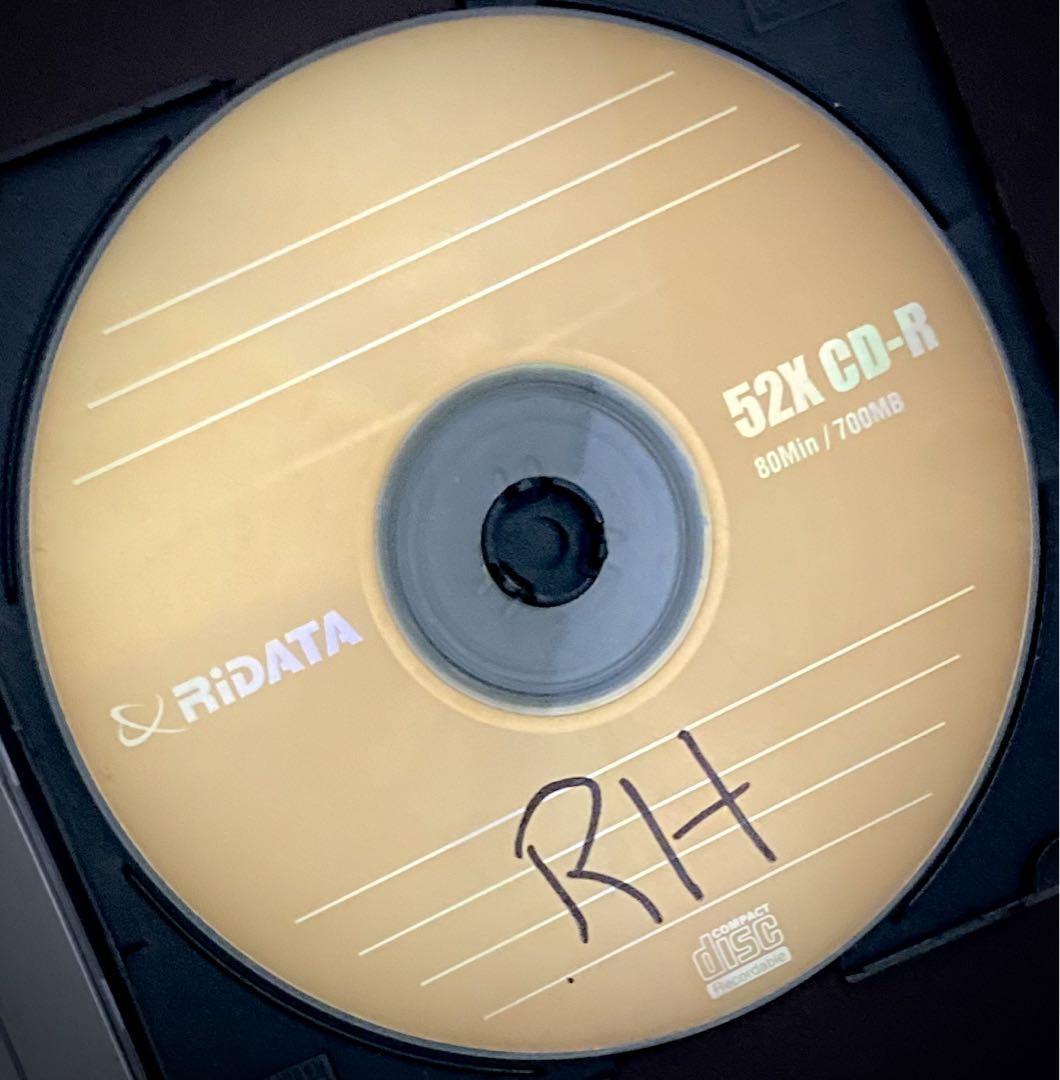 52X CD-R
80Min / 700MB
RiDATA
RH
COMPACT
disc
Recordable